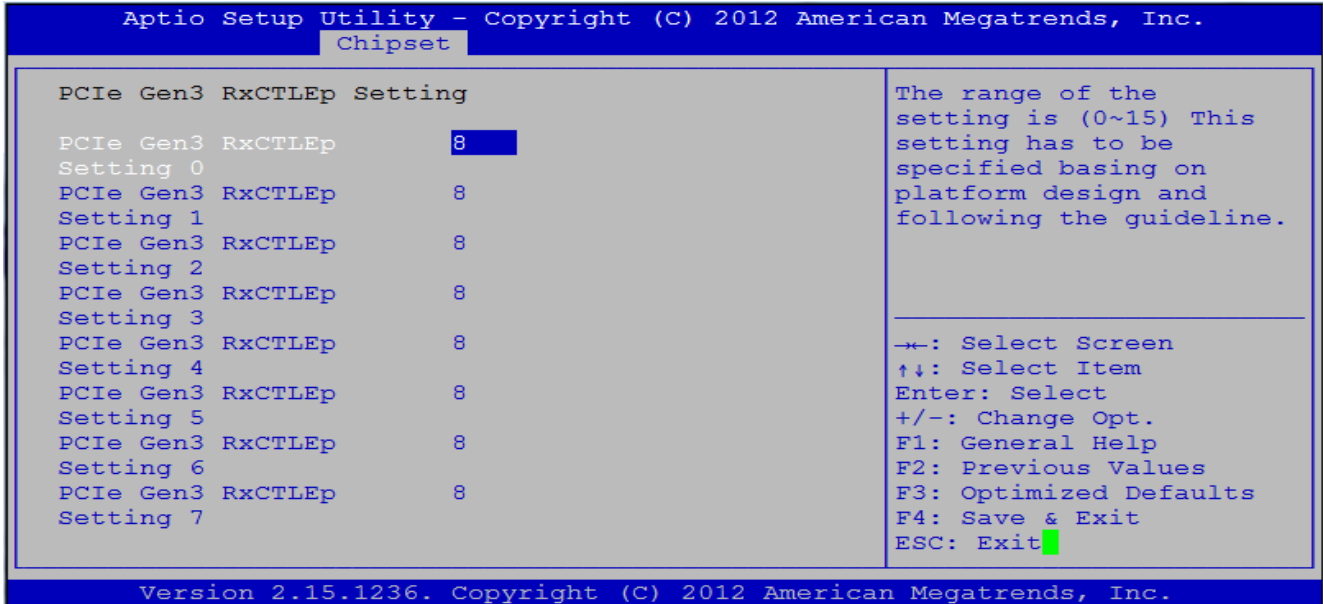 Aptio Setup Utility – Copyright (C) 2012 American Megatrends, Inc.
Chipset
PCIe Gen3 RxCTLEp Setting
PCIe Gen3 RxCTLEp 8
Setting 0
PCIe Gen3 RxCTLEp 8
Setting 1
PCIe Gen3 RxCTLEp 8
Setting 2
PCIe Gen3 RxCTLEp 8
Setting 3
PCIe Gen3 RxCTLEp 8
Setting 4
PCIe Gen3 RxCTLEp 8
Setting 5
PCIe Gen3 RxCTLEp 8
Setting 6
PCIe Gen3 RxCTLEp 8
Setting 7
The range of the
setting is (0~15) This
setting has to be
specified basing on
platform design and
following the guideline.
→←: Select Screen
↑↓: Select Item
Enter: Select
+/-: Change Opt.
F1: General Help
F2: Previous Values
F3: Optimized Defaults
F4: Save & Exit
ESC: Exit
Version 2.15.1236. Copyright (C) 2012 American Megatrends, Inc.